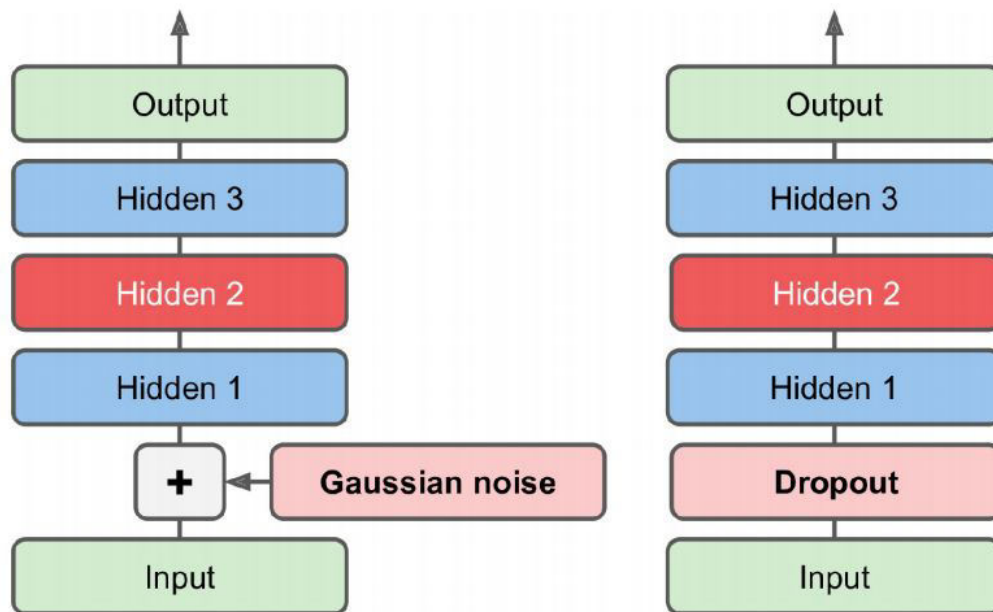 Output
Hidden 3
Hidden 2
Hidden 1
+
Gaussian noise
Input
Output
Hidden 3
Hidden 2
Hidden 1
Dropout
Input